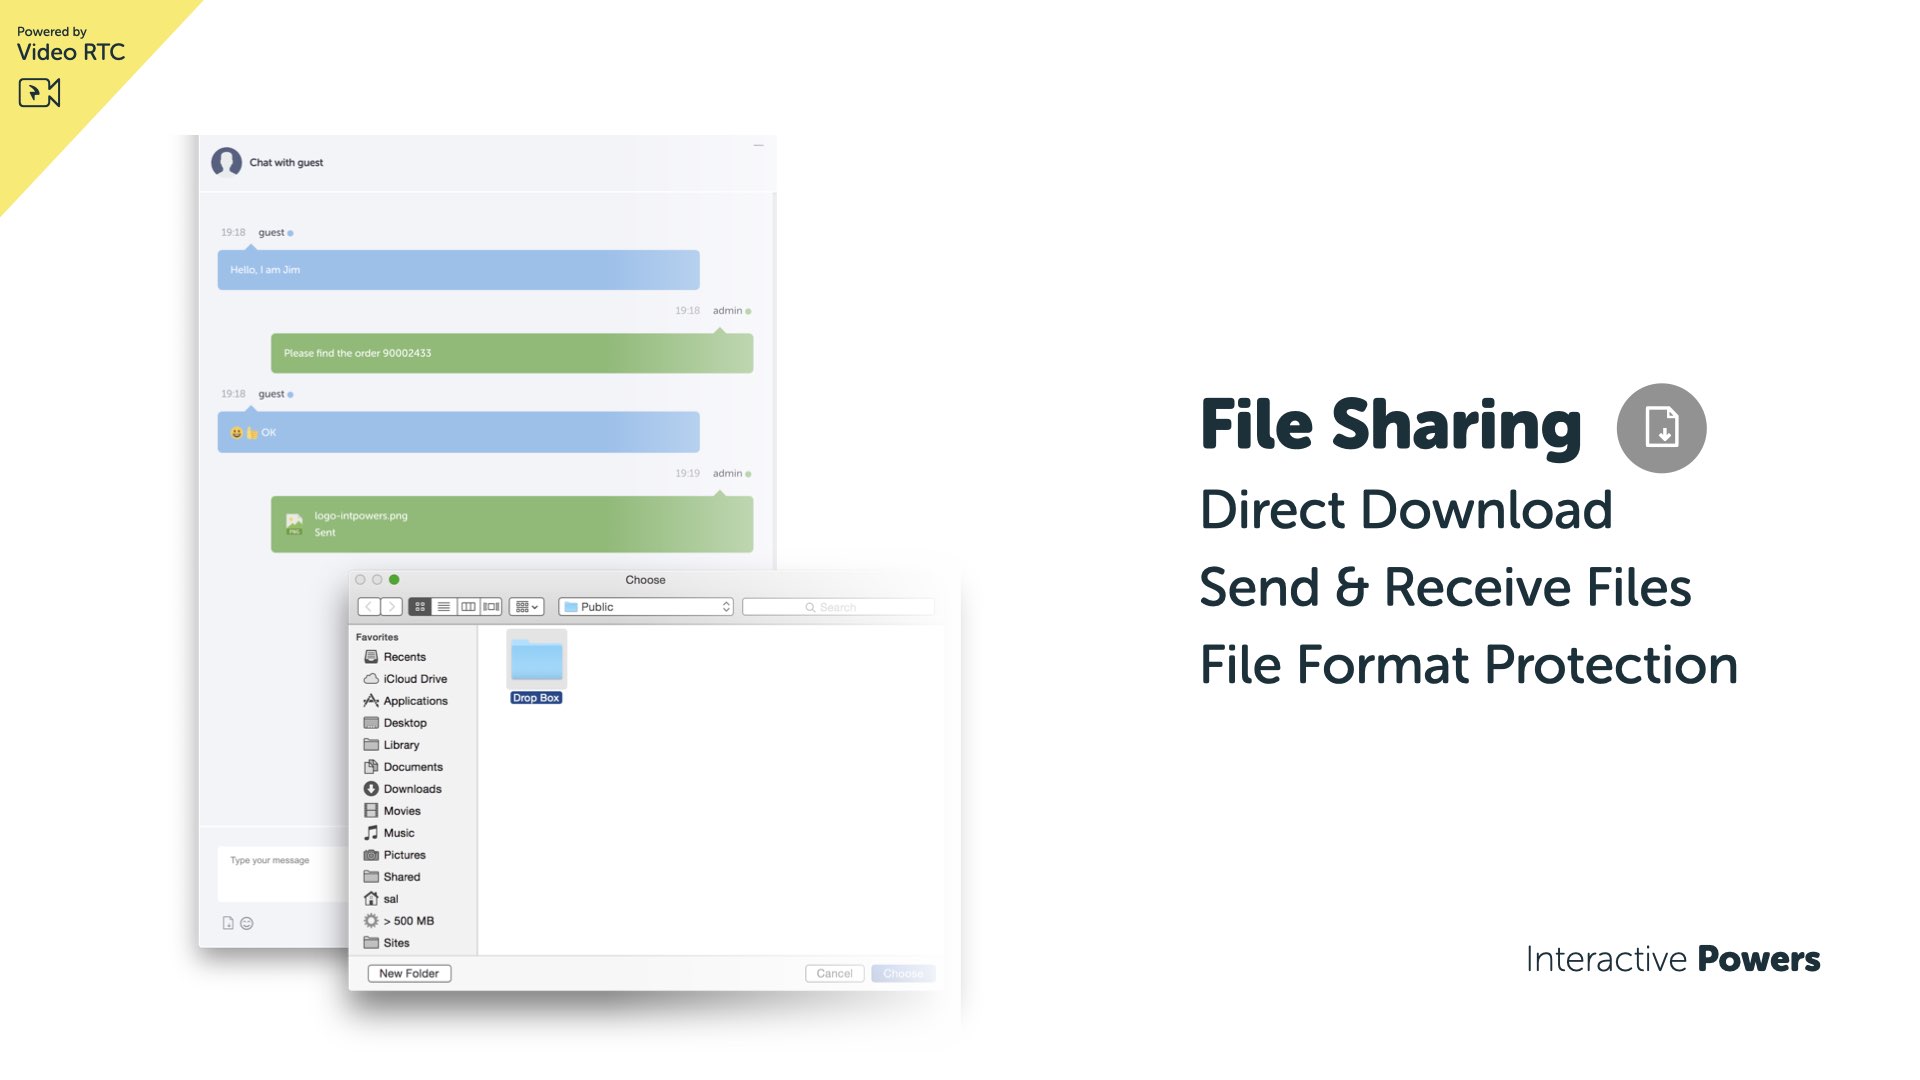 Powered by
Video RTC
Chat with guest
19:18 guest
Hello, I am Jim
19:18 admin
Please find the order 90002433
19:18 guest
😀👍 OK
19:19 admin
PNG
logo-intpowers.png
Sent
Type your message
Choose
Public
Search
Favorites
Recents
iCloud Drive
Applications
Desktop
Library
Documents
Downloads
Movies
Music
Pictures
Shared
sal
> 500 MB
Sites
Drop Box
New Folder
Cancel
Choose
File Sharing
Direct Download
Send & Receive Files
File Format Protection
Interactive Powers